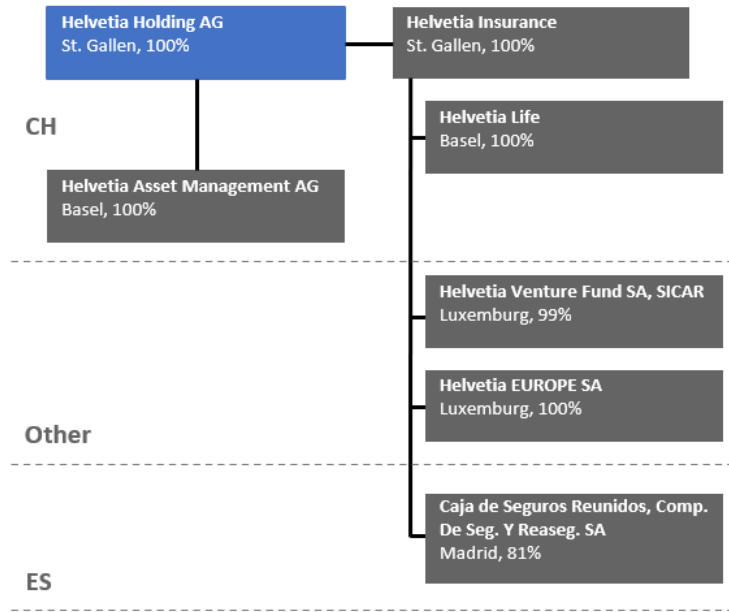 Helvetia Holding AG
St. Gallen, 100%
Helvetia Insurance
St. Gallen, 100%
CH
Helvetia Life
Basel, 100%
Helvetia Asset Management AG
Basel, 100%
Helvetia Venture Fund SA, SICAR
Luxemburg, 99%
Helvetia EUROPE SA
Luxemburg, 100%
Other
Caja de Seguros Reunidos, Comp.
De Seg. Y Reaseg. SA
Madrid, 81%
ES